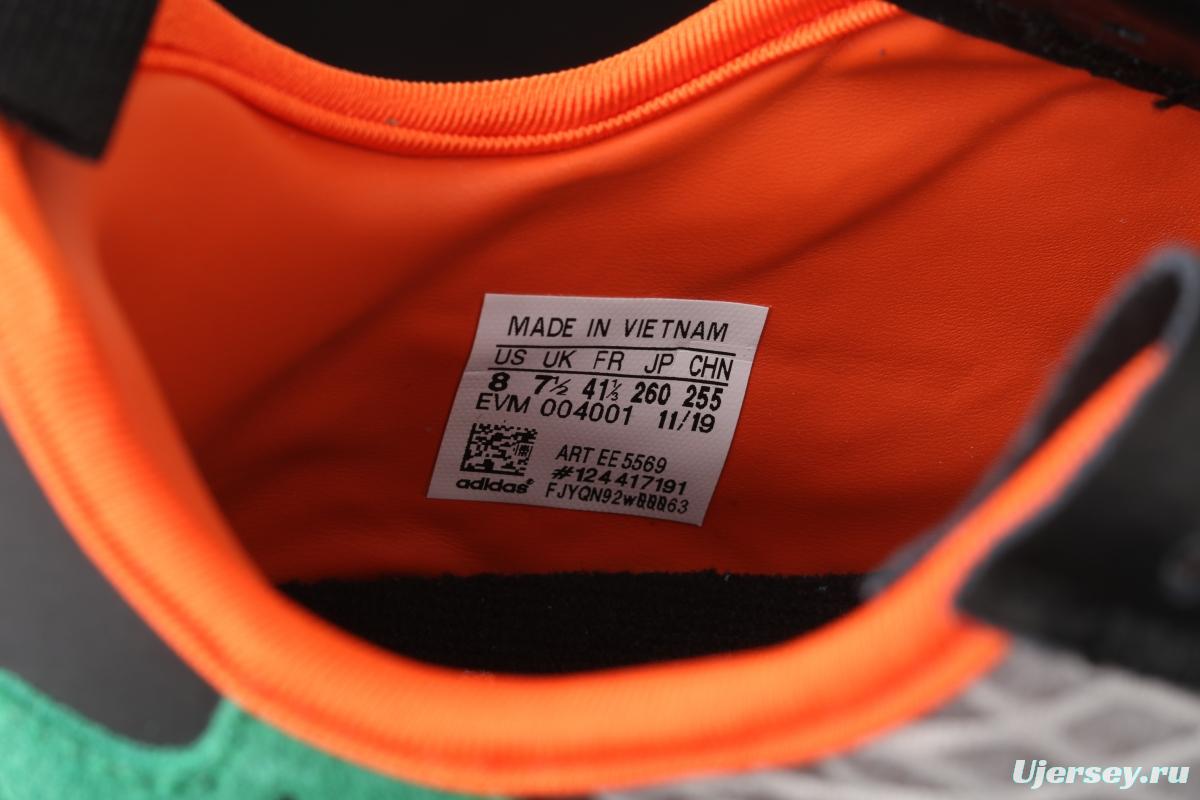 MADE IN VIETNAM
US UK FR JP CHN
8 7½ 41⅓ 260 255
EVM 004001 11/19
ART EE5569
#124417191
adidas
Ujersey.ru